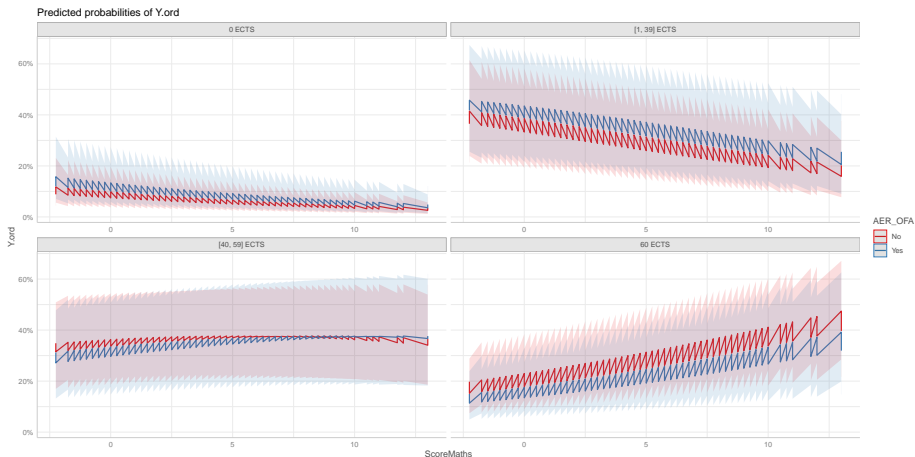 Predicted probabilities of Y.ord
0 ECTS
[1, 39] ECTS
60%
40%
20%
0%
0
5
10
0
5
10
[40, 59] ECTS
60 ECTS
60%
40%
20%
0%
0
5
10
0
5
10
Y.ord
ScoreMaths
AER_OFA
No
Yes